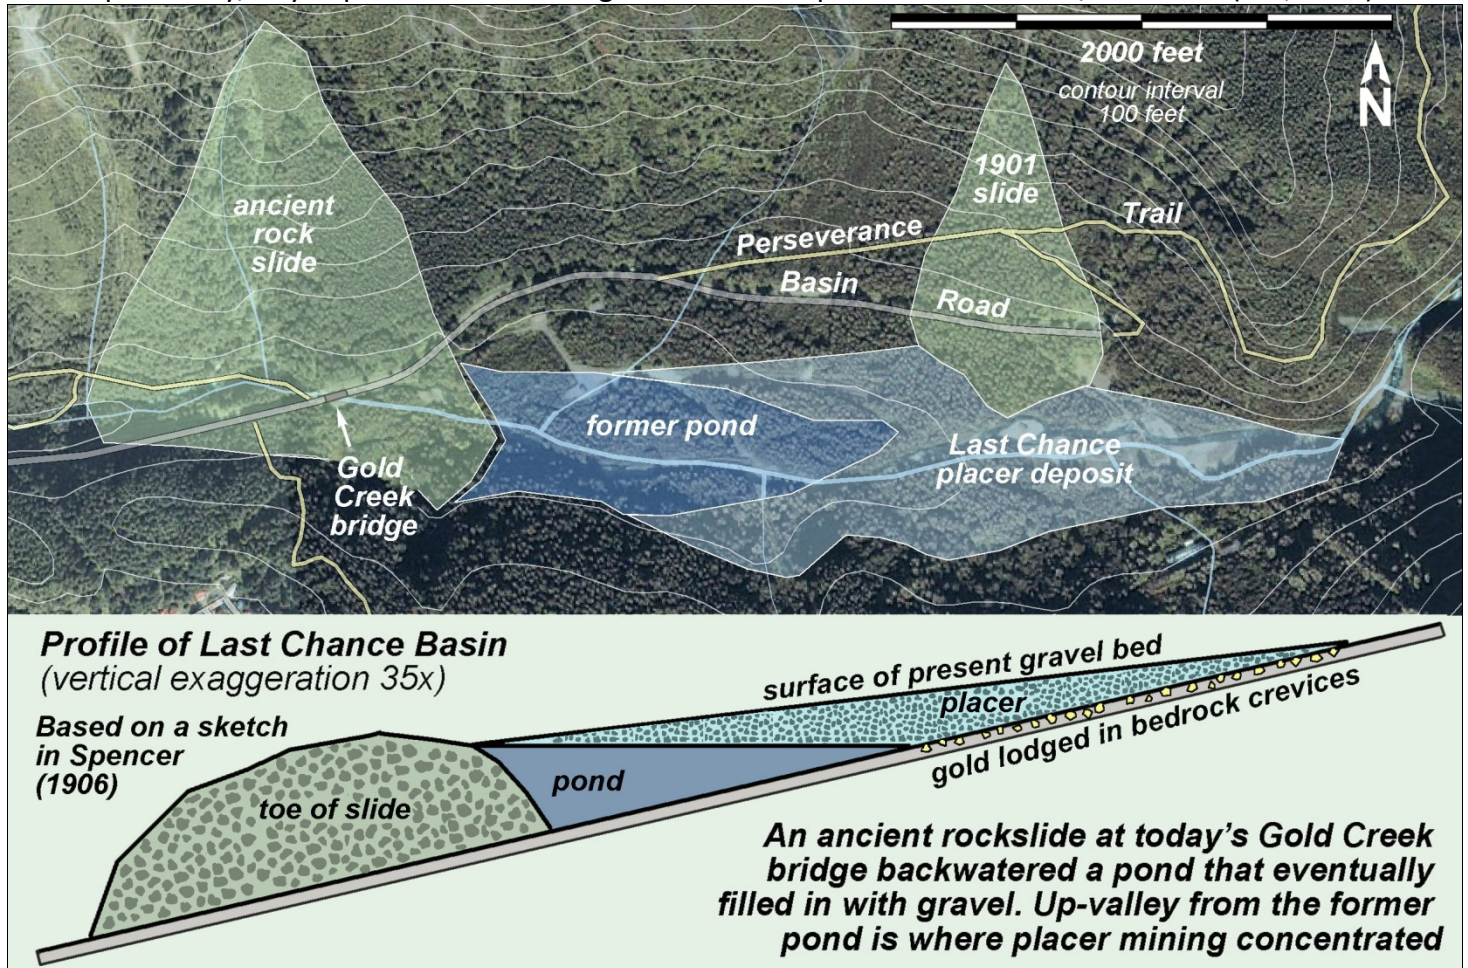 2000 feet
contour interval
100 feet
N
ancient
rock
slide
1901
slide
Perseverance
Trail
Basin
Road
former pond
Last Chance
placer deposit
Gold
Creek
bridge
Profile of Last Chance Basin
(vertical exaggeration 35x)
Based on a sketch
in Spencer
(1906)
surface of present gravel bed
placer
gold lodged in bedrock crevices
pond
toe of slide
An ancient rockslide at today's Gold Creek
bridge backwatered a pond that eventually
filled in with gravel. Up-valley from the former
pond is where placer mining concentrated